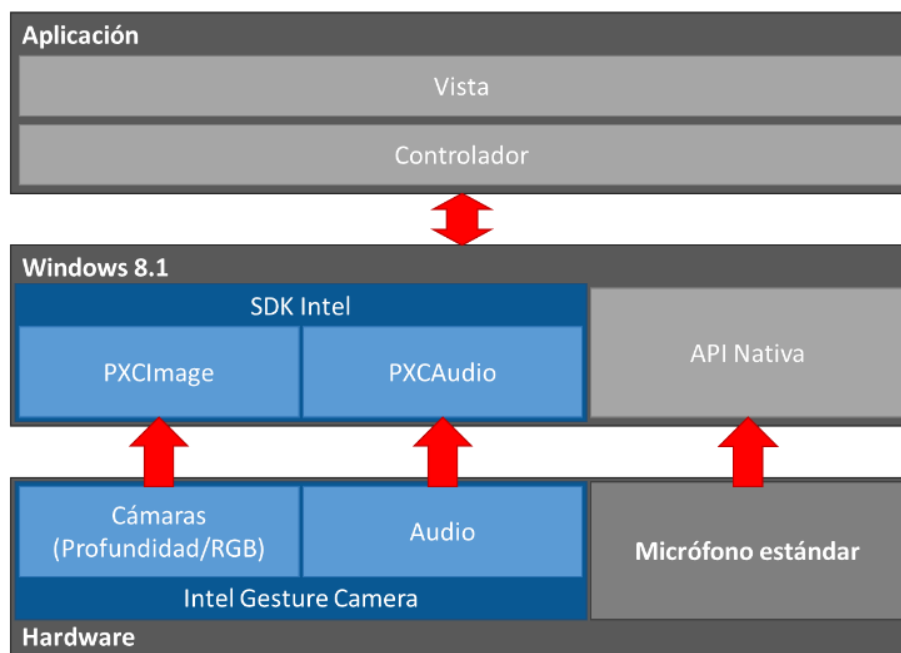 Aplicación
Vista
Controlador
Windows 8.1
SDK Intel
PXCImage
PXCAudio
API Nativa
Cámaras
(Profundidad/RGB)
Audio
Micrófono estándar
Intel Gesture Camera
Hardware